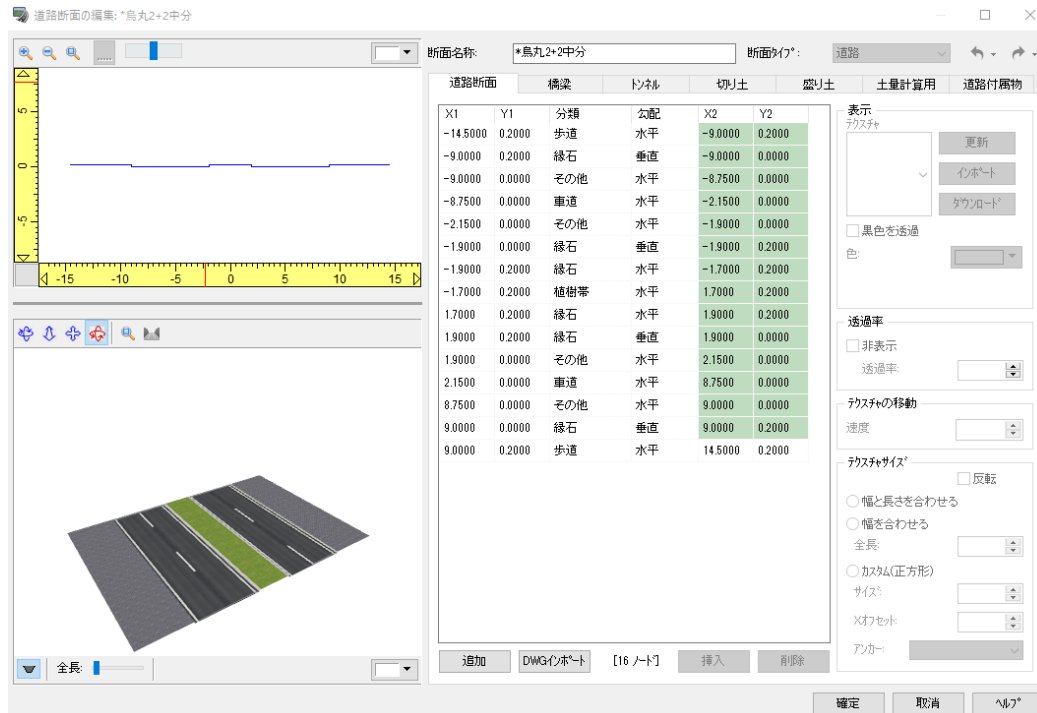 道路断面の編集: *烏丸2+2中分
断面名称: *烏丸2+2中分 断面ﾀｲﾌﾟ: 道路
道路断面 橋梁 ﾄﾝﾈﾙ 切り土 盛り土 土量計算用 道路付属物
X1 Y1 分類 勾配 X2 Y2
-14.5000 0.2000 歩道 水平 -9.0000 0.2000
-9.0000 0.2000 縁石 垂直 -9.0000 0.0000
-9.0000 0.0000 その他 水平 -8.7500 0.0000
-8.7500 0.0000 車道 水平 -2.1500 0.0000
-2.1500 0.0000 その他 水平 -1.9000 0.0000
-1.9000 0.0000 縁石 垂直 -1.9000 0.2000
-1.9000 0.2000 縁石 水平 -1.7000 0.2000
-1.7000 0.2000 植樹帯 水平 1.7000 0.2000
1.7000 0.2000 縁石 水平 1.9000 0.2000
1.9000 0.2000 縁石 垂直 1.9000 0.0000
1.9000 0.0000 その他 水平 2.1500 0.0000
2.1500 0.0000 車道 水平 8.7500 0.0000
8.7500 0.0000 その他 水平 9.0000 0.0000
9.0000 0.0000 縁石 垂直 9.0000 0.2000
9.0000 0.2000 歩道 水平 14.5000 0.2000
追加 DWGｲﾝﾎﾟｰﾄ [16 ﾉｰﾄﾞ] 挿入 削除
5
0
-5
-15 -10 -5 0 5 10 15
全長:
表示
ﾃｸｽﾁｬ
更新
ｲﾝﾎﾟｰﾄ
ﾀﾞｳﾝﾛｰﾄﾞ
黒色を透過
色:
透過率
非表示
透過率:
ﾃｸｽﾁｬの移動
速度
ﾃｸｽﾁｬｻｲｽﾞ
反転
幅と長さを合わせる
幅を合わせる
全長:
ｶｽﾀﾑ(正方形)
ｻｲｽﾞ:
Xｵﾌｾｯﾄ:
ｱﾝｶｰ:
確定 取消 ﾍﾙﾌﾟ